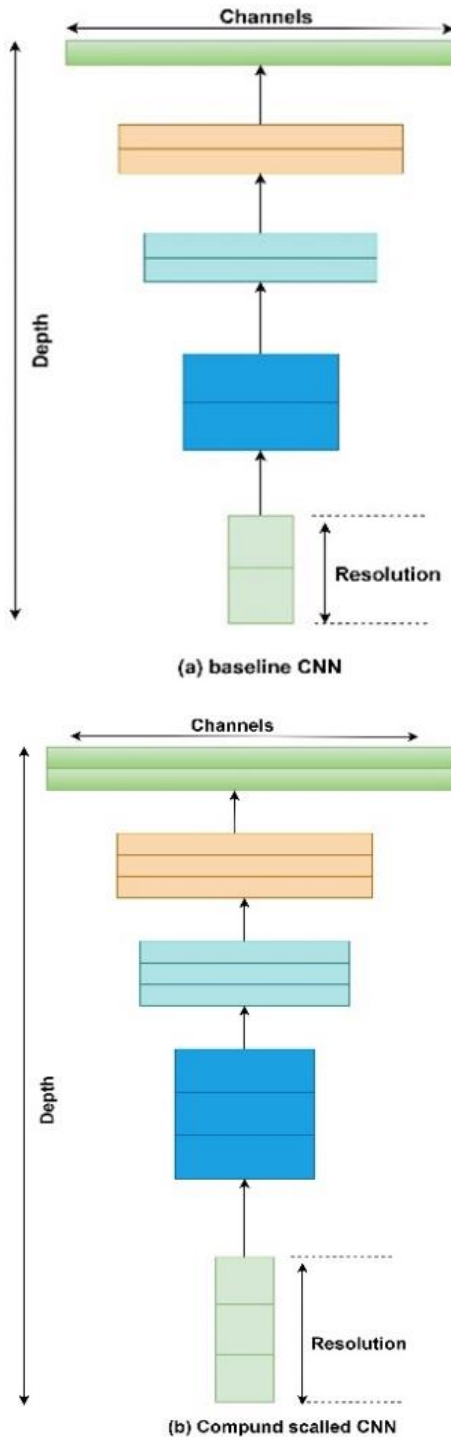 Channels
Depth
Resolution
(a) baseline CNN
Channels
Depth
Resolution
(b) Compund scalled CNN